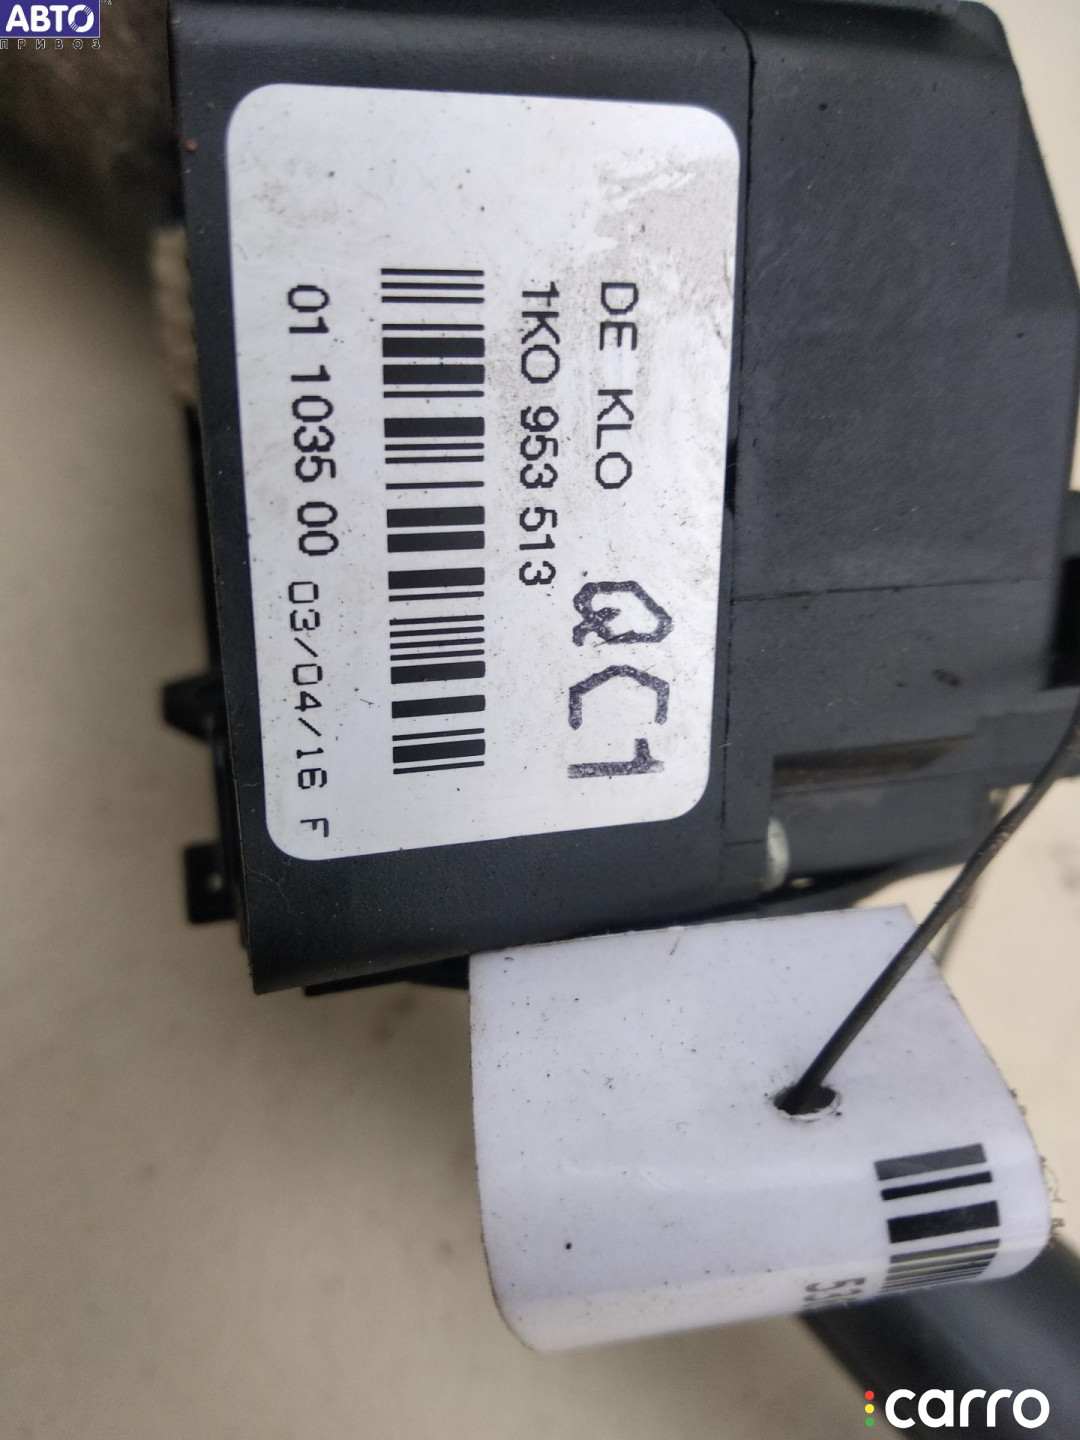 АВТО
ПРИВОЗ
DE KLO
1K0 953 513
QC1
01 1035 00 03/04/16 F
carro